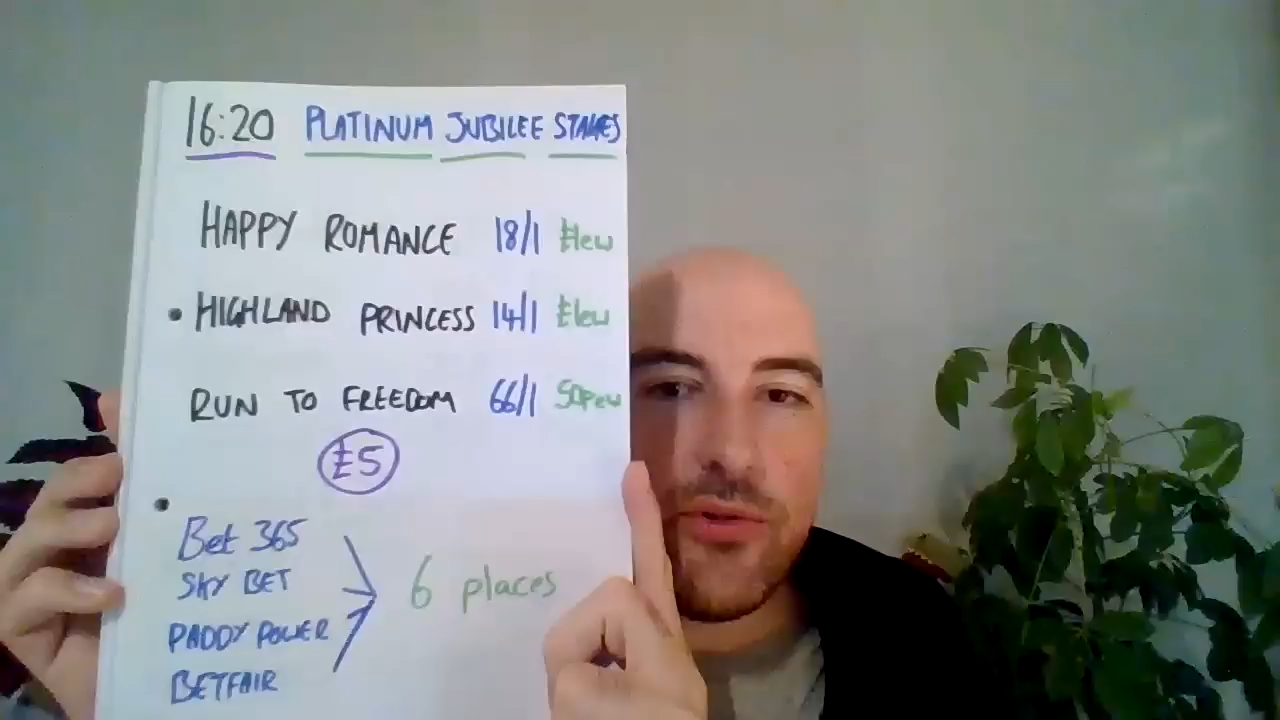 16:20 PLATINUM JUBILEE STAKES
HAPPY ROMANCE 18/1 £1ew
• HIGHLAND PRINCESS 14/1 £1ew
RUN TO FREEDOM 66/1 50pew
£5
Bet 365
SKY BET
PADDY POWER
BETFAIR
6 places